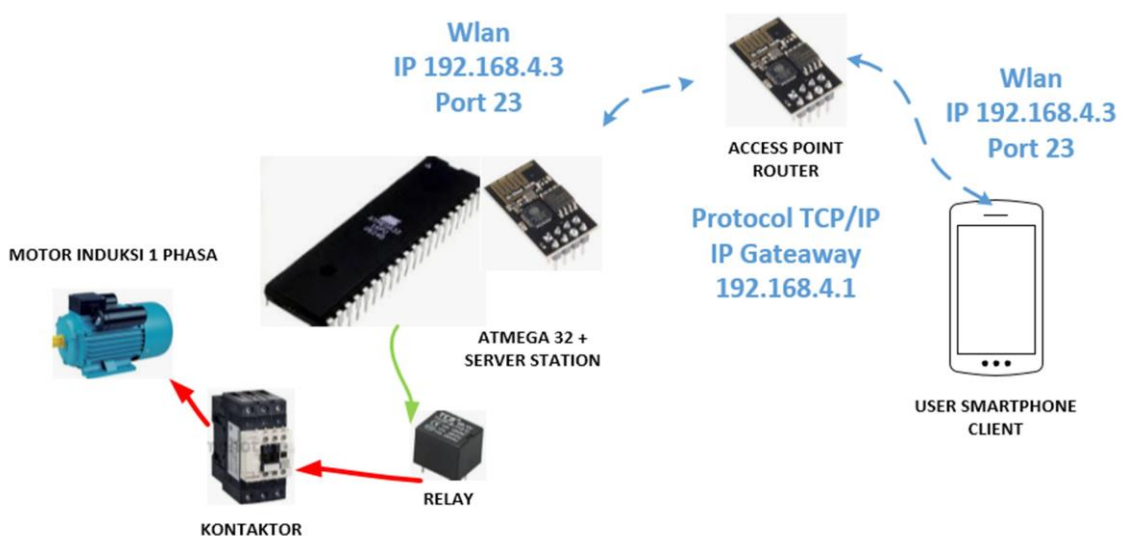 Wlan
IP 192.168.4.3
Port 23
ACCESS POINT
ROUTER
Wlan
IP 192.168.4.3
Port 23
Protocol TCP/IP
IP Gateaway
192.168.4.1
MOTOR INDUKSI 1 PHASA
ATMEGA 32 +
SERVER STATION
USER SMARTPHONE
CLIENT
RELAY
KONTAKTOR